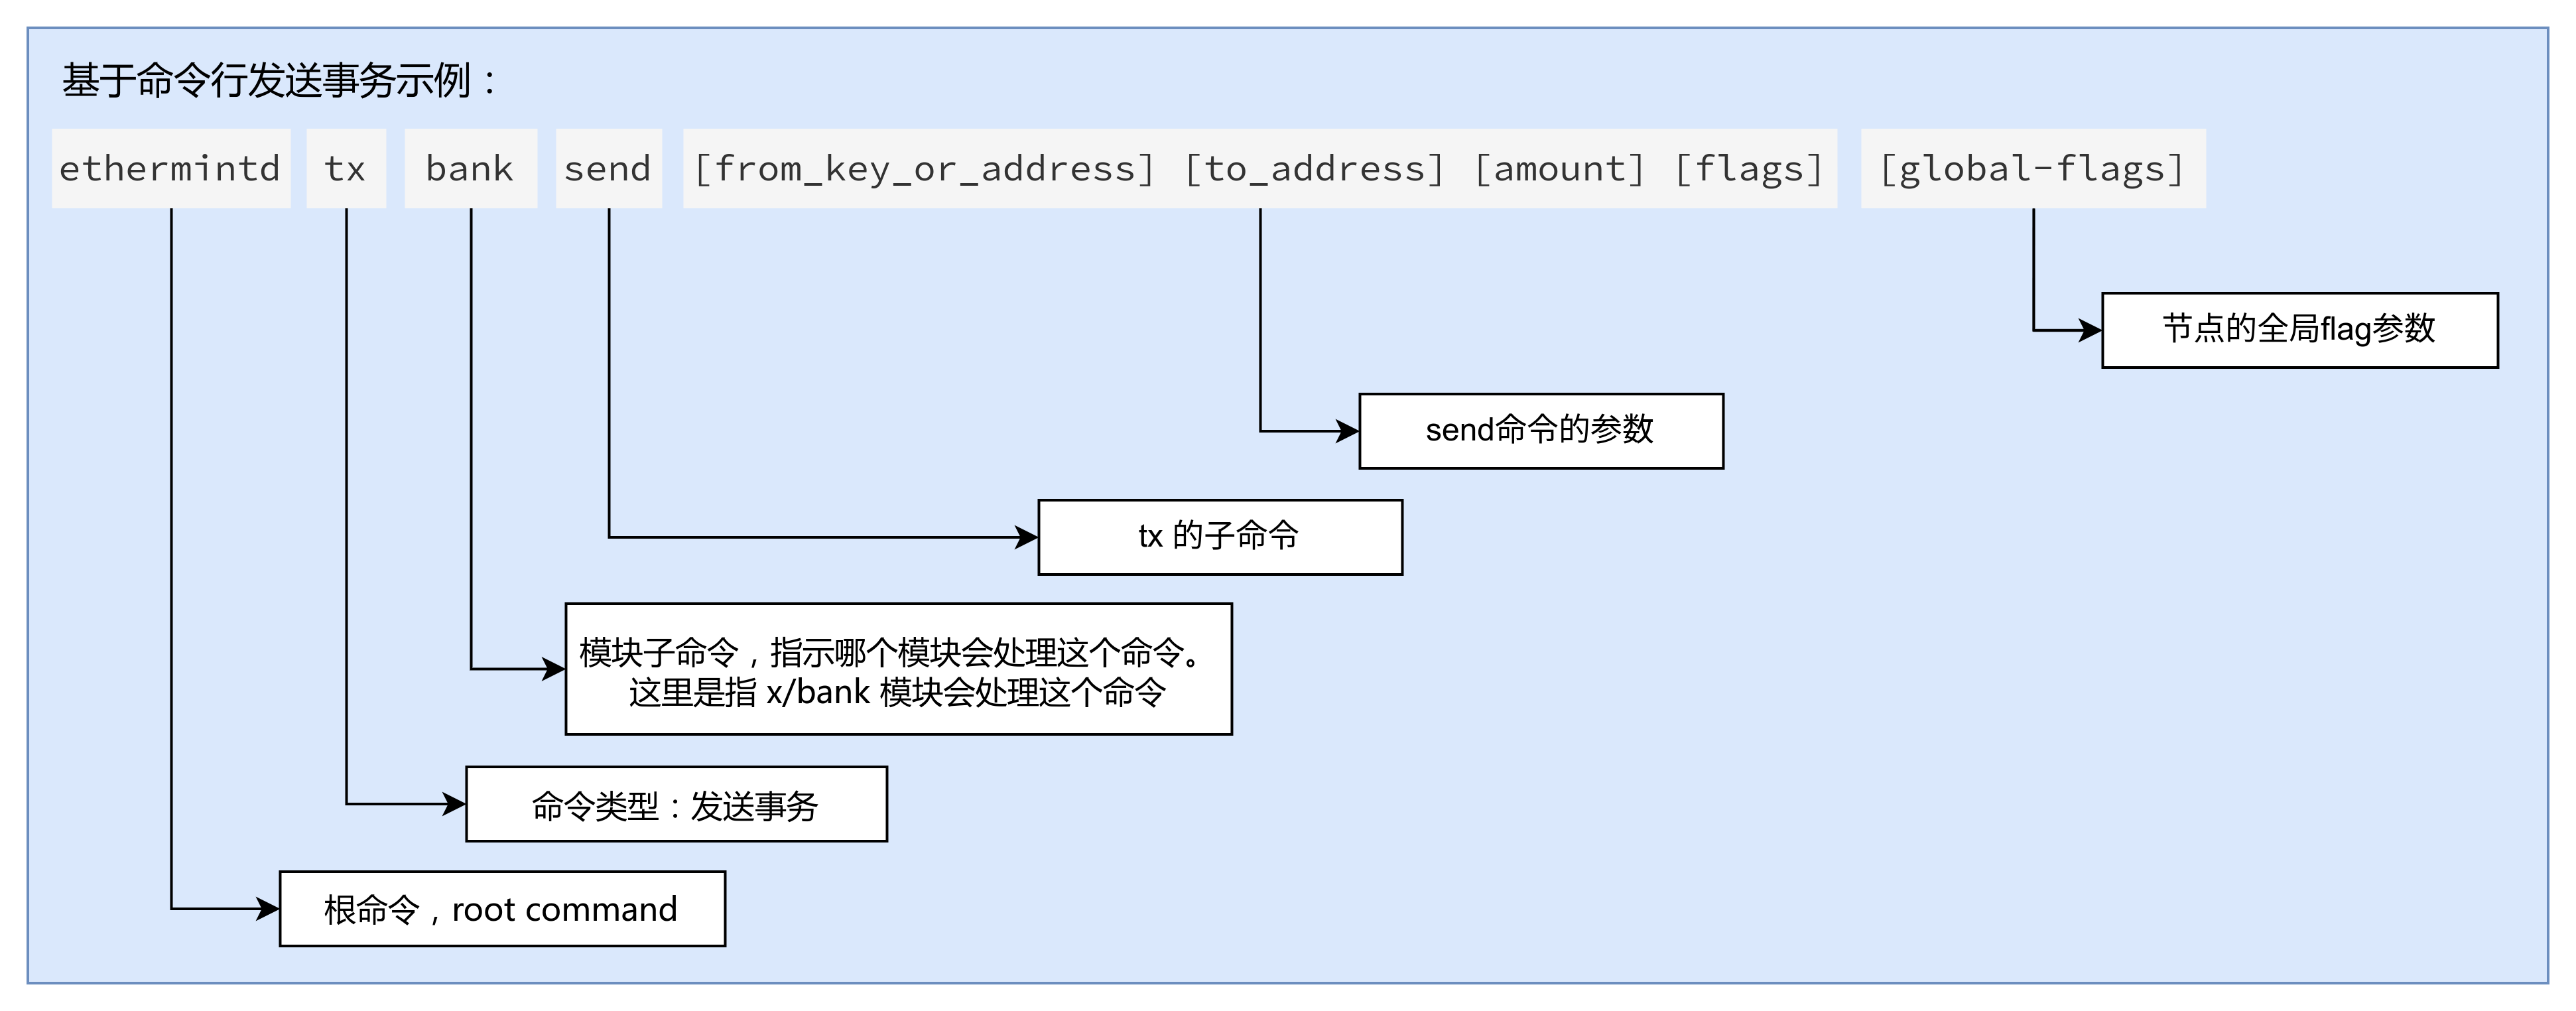 基于命令行发送事务示例：
ethermintd tx bank send [from_key_or_address] [to_address] [amount] [flags] [global-flags]
节点的全局flag参数
send命令的参数
tx 的子命令
模块子命令，指示哪个模块会处理这个命令。
这里是指 x/bank 模块会处理这个命令
命令类型：发送事务
根命令，root command